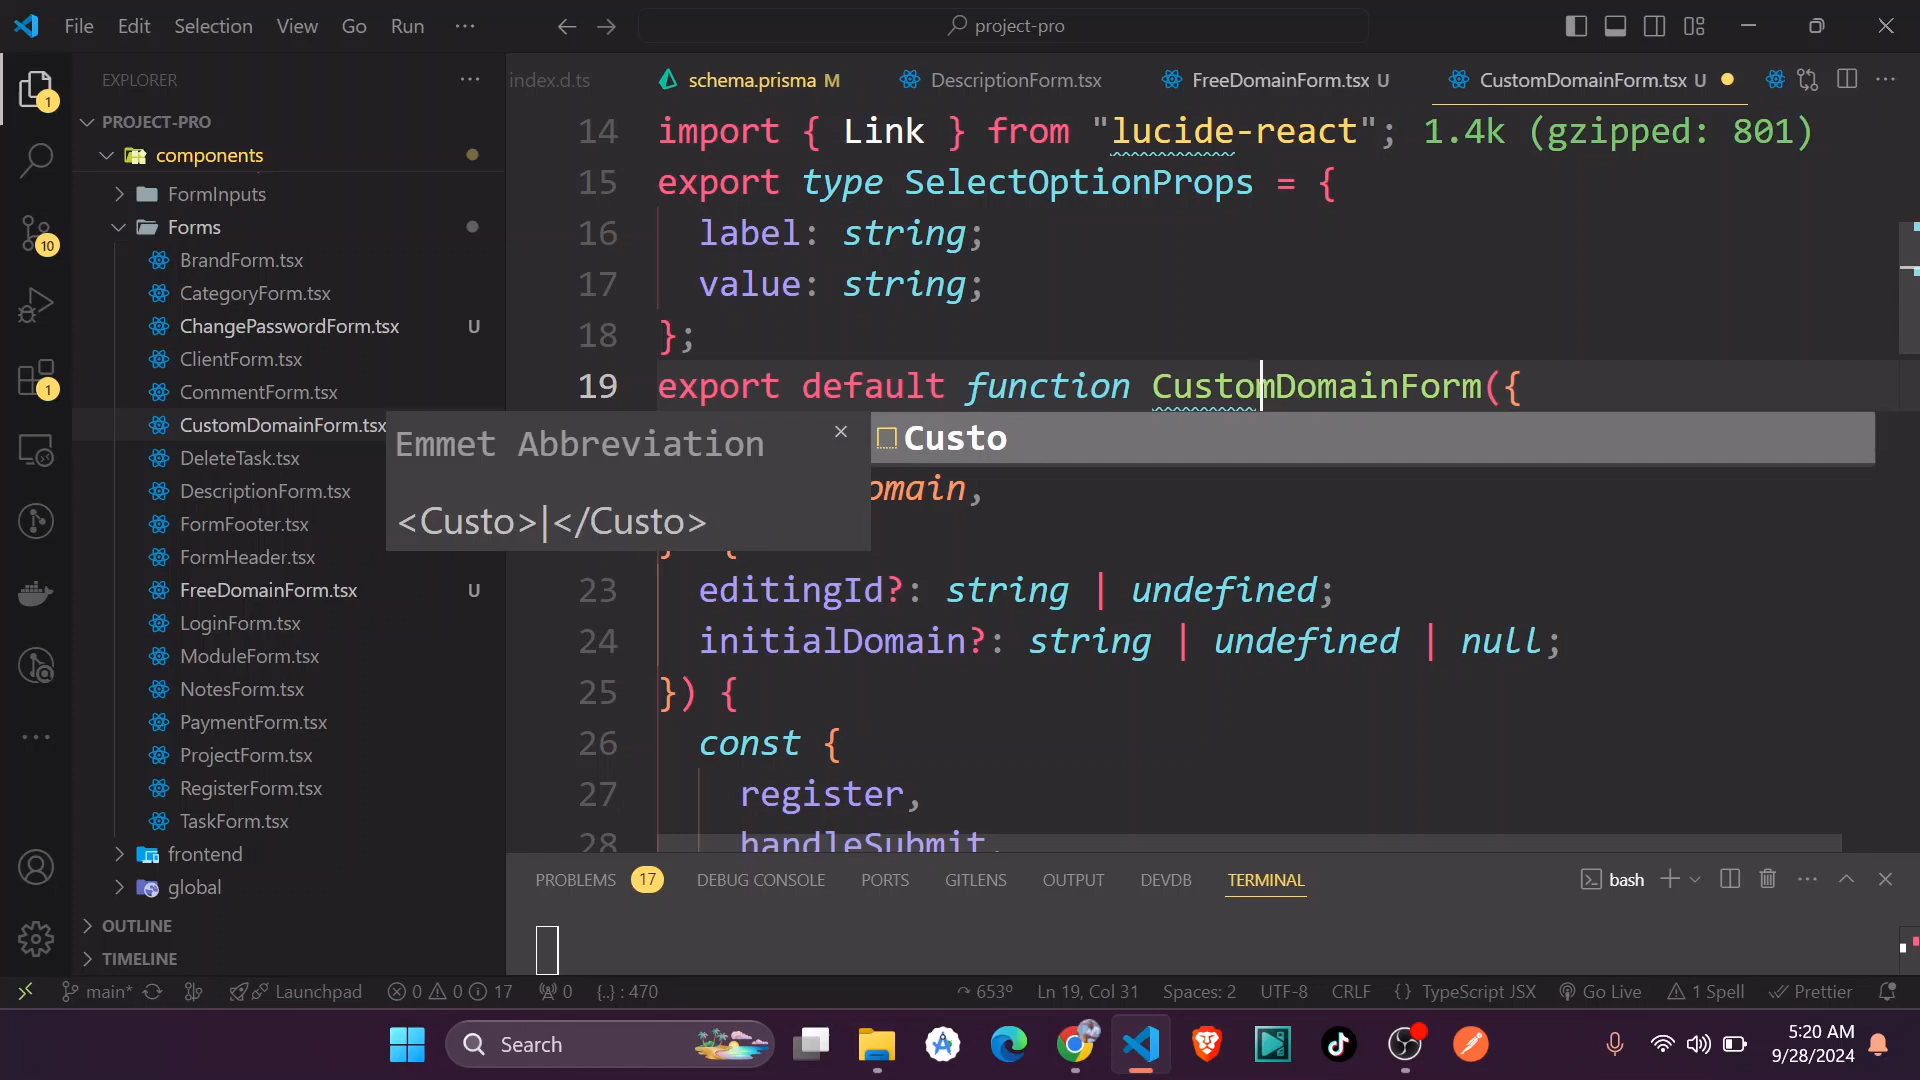 File Edit Selection View Go Run ···
project-pro
EXPLORER
PROJECT-PRO
components
FormInputs
Forms
BrandForm.tsx
CategoryForm.tsx
ChangePasswordForm.tsx U
ClientForm.tsx
CommentForm.tsx
CustomDomainForm.tsx
DeleteTask.tsx
DescriptionForm.tsx
FormFooter.tsx
FormHeader.tsx
FreeDomainForm.tsx U
LoginForm.tsx
ModuleForm.tsx
NotesForm.tsx
PaymentForm.tsx
ProjectForm.tsx
RegisterForm.tsx
TaskForm.tsx
frontend
global
OUTLINE
TIMELINE
1
10
1
index.d.ts schema.prisma M DescriptionForm.tsx FreeDomainForm.tsx U CustomDomainForm.tsx U
14 import { Link } from "lucide-react"; 1.4k (gzipped: 801)
15 export type SelectOptionProps = {
16 label: string;
17 value: string;
18 };
19 export default function CustomDomainForm({
Emmet Abbreviation
<Custo>|</Custo>
Custo
omain,
23 editingId?: string | undefined;
24 initialDomain?: string | undefined | null;
25 }) {
26 const {
27 register,
28 handleSubmit,
PROBLEMS 17 DEBUG CONSOLE PORTS GITLENS OUTPUT DEVDB TERMINAL bash
main* Launchpad 0 0 17 0 {..} : 470 653° Ln 19, Col 31 Spaces: 2 UTF-8 CRLF {} TypeScript JSX Go Live 1 Spell Prettier
Search
5:20 AM
9/28/2024